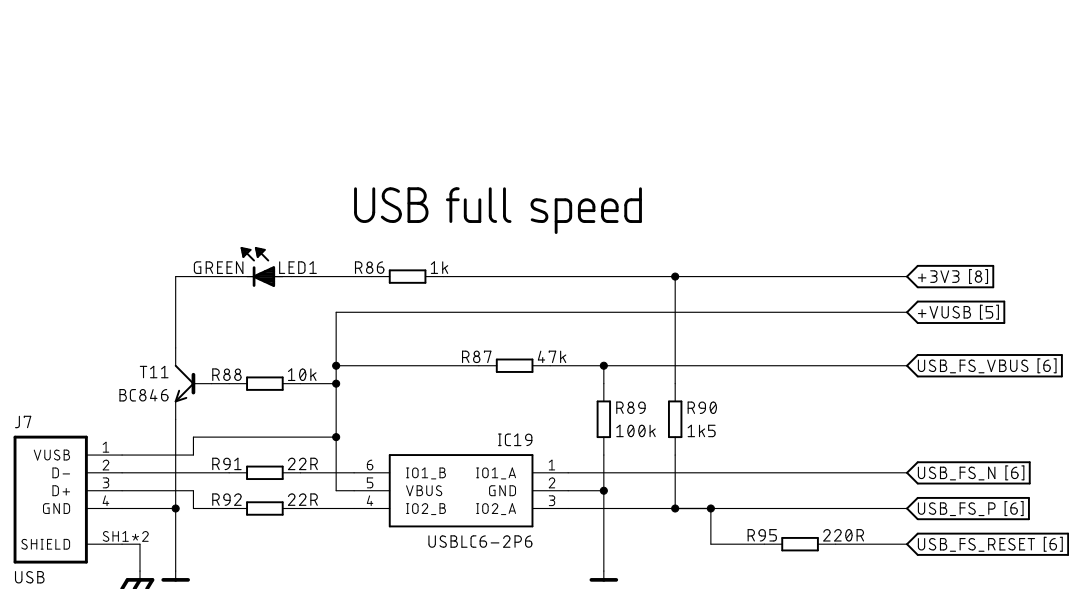 USB full speed
GREEN LED1 R86 1k +3V3 [8]
+VUSB [5]
R87 47k USB_FS_VBUS [6]
T11 R88 10k
BC846
R89 R90
100k 1k5
J7
IC19
VUSB 1
D- 2 R91 22R 6 IO1_B IO1_A 1 USB_FS_N [6]
D+ 3 5 VBUS GND 2
GND 4 R92 22R 4 IO2_B IO2_A 3 USB_FS_P [6]
SHIELD SH1*2 USBLC6-2P6 R95 220R USB_FS_RESET [6]
USB